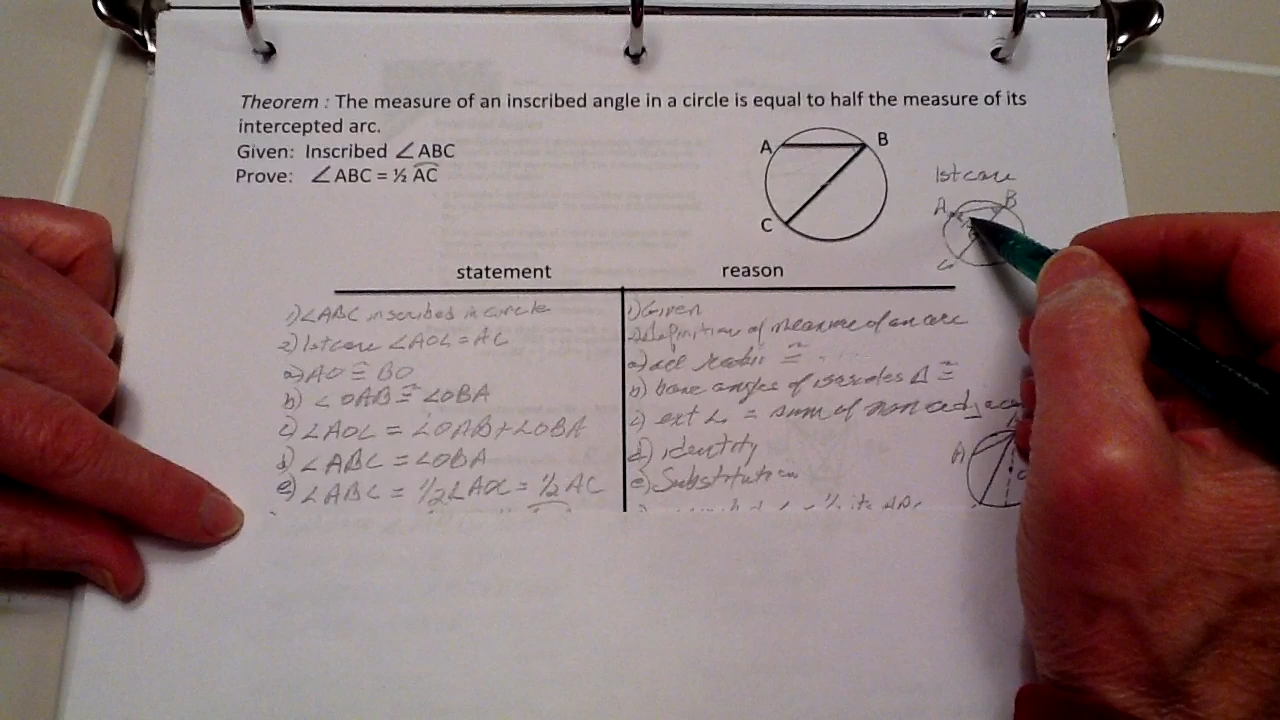 Theorem : The measure of an inscribed angle in a circle is equal to half the measure of its
intercepted arc.
Given: Inscribed ∠ABC
Prove: ∠ABC = ½ AC
A
B
C
1st case
A
B
C
statement
reason
1) ∠ABC inscribed in circle
1) Given
2) 1st case ∠AOC = AC
2) definition of measure of an arc
a) AO ≅ BO
a) all radii ≅
b) ∠OAB ≅ ∠OBA
b) base angles of isosceles Δ ≅
c) ∠AOC = ∠OAB + ∠OBA
c) ext ∠ = sum of non adjacen
d) ∠ABC = ∠OBA
d) identity
e) ∠ABC = ½∠AOC = ½ AC
e) Substitution
A